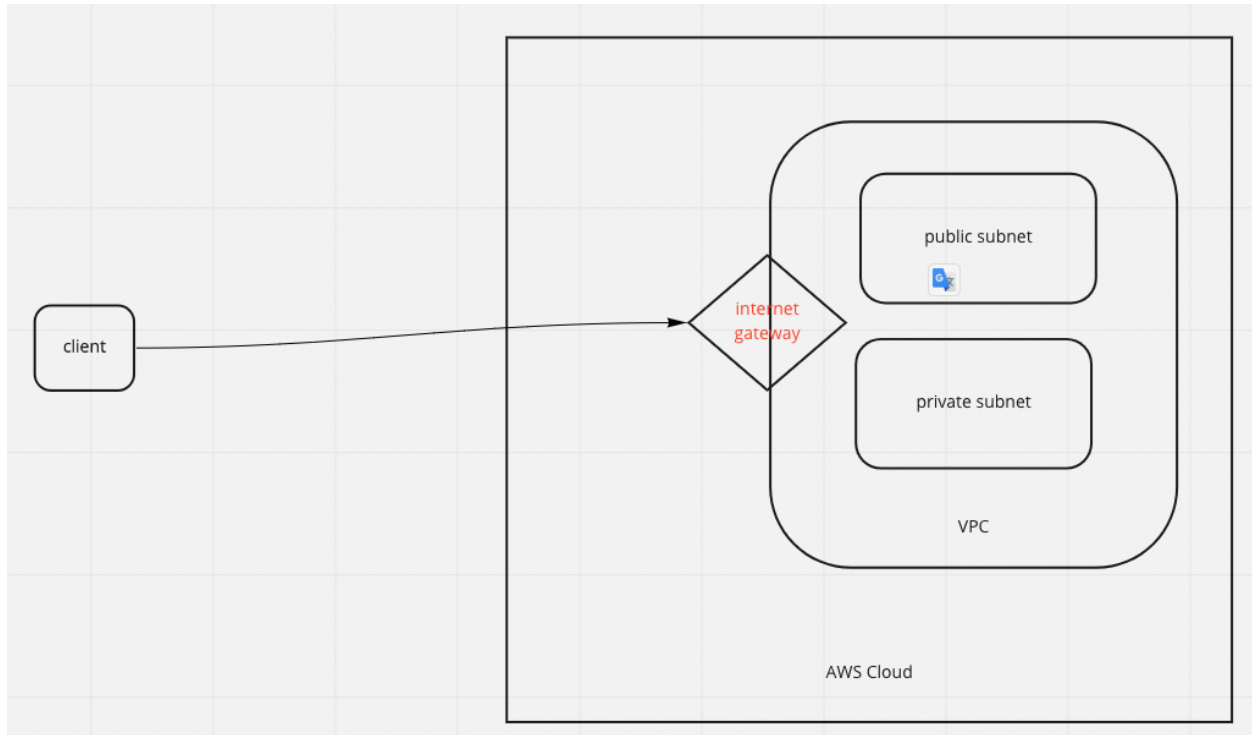 public subnet
internet
gateway
client
private subnet
VPC
AWS Cloud